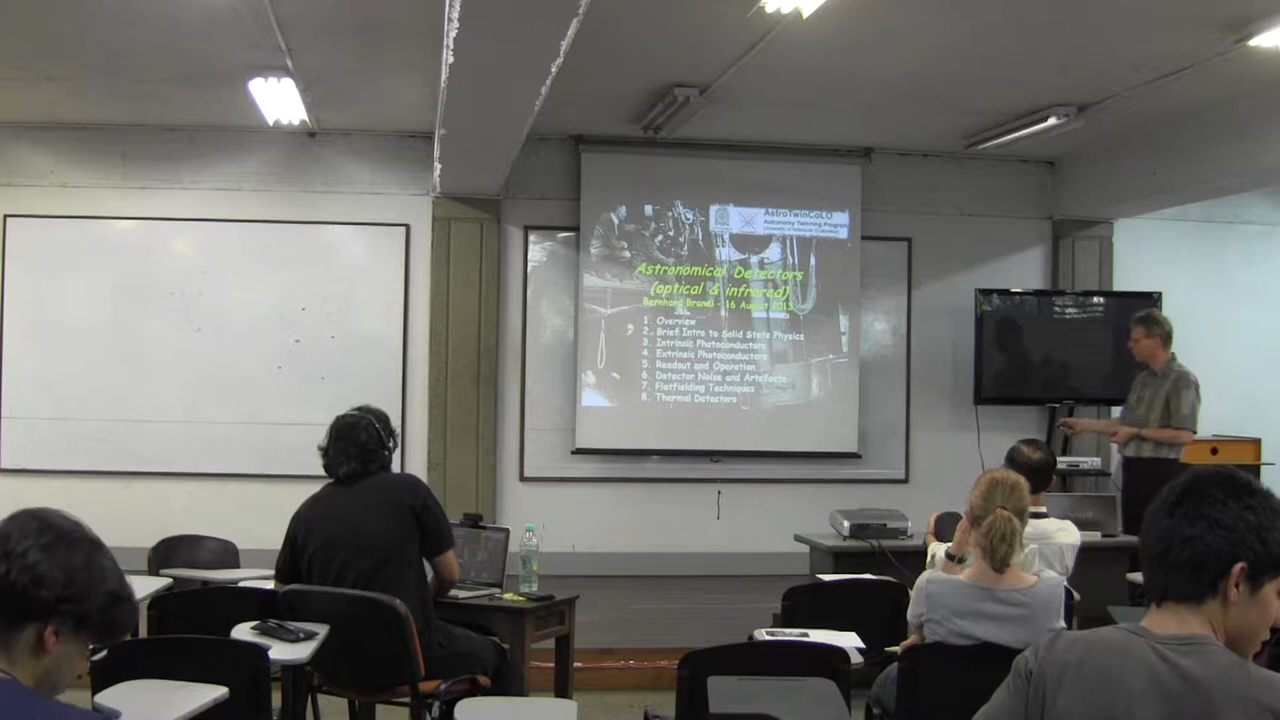 AstroTwinCoLO
Astronomy Twinning Program
Astronomical Detectors
(optical & infrared)
Bernhard Brandl - 16 August 2013
1. Overview
2. Brief Intro to Solid State Physics
3. Intrinsic Photoconductors
4. Extrinsic Photoconductors
5. Readout and Operation
6. Detector Noise and Artefacts
7. Flatfielding Techniques
8. Thermal Detectors